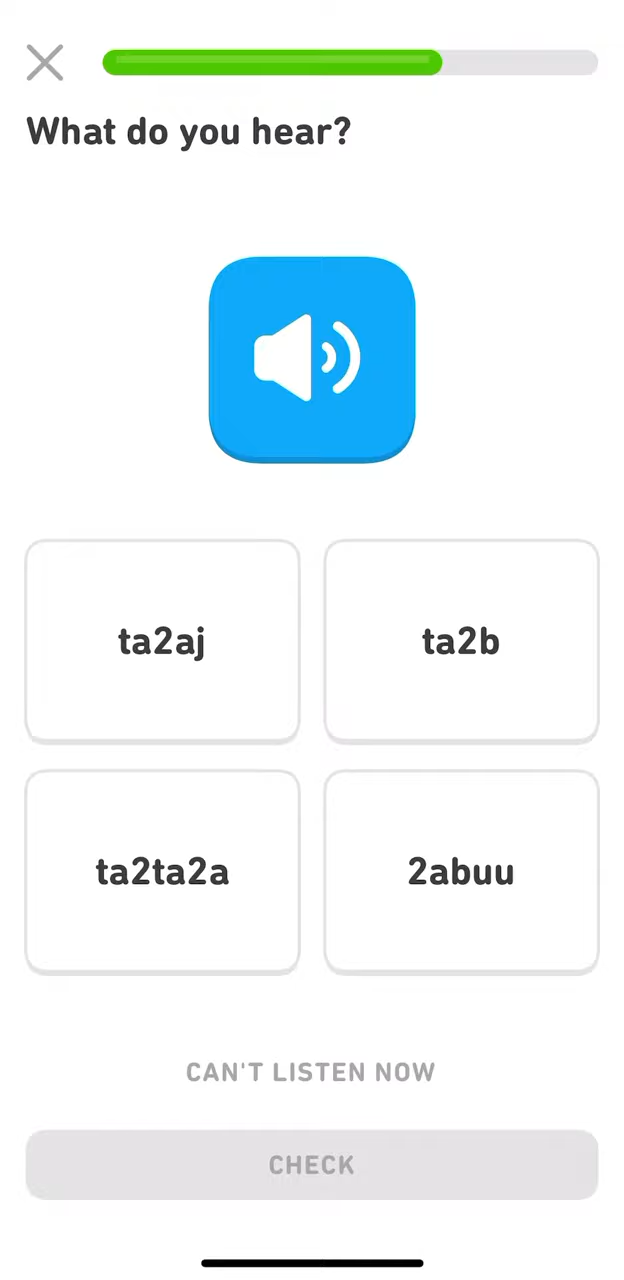 What do you hear?
ta2aj
ta2b
ta2ta2a
2abuu
CAN'T LISTEN NOW
CHECK